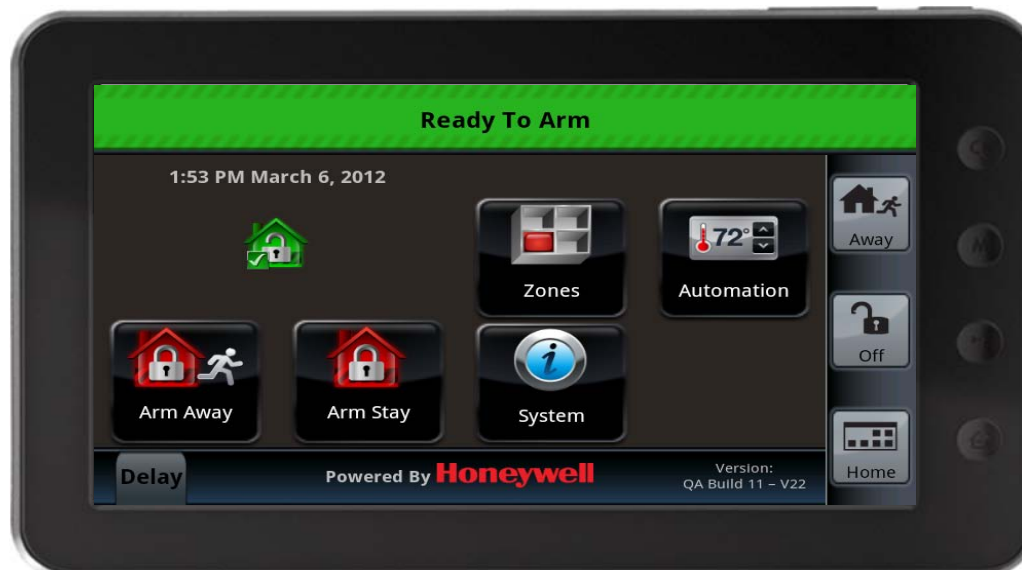 Ready To Arm
1:53 PM March 6, 2012
72°
Zones
Automation
Arm Away
Arm Stay
System
Delay
Powered By Honeywell
Version:
QA Build 11 – V22
Away
Off
Home